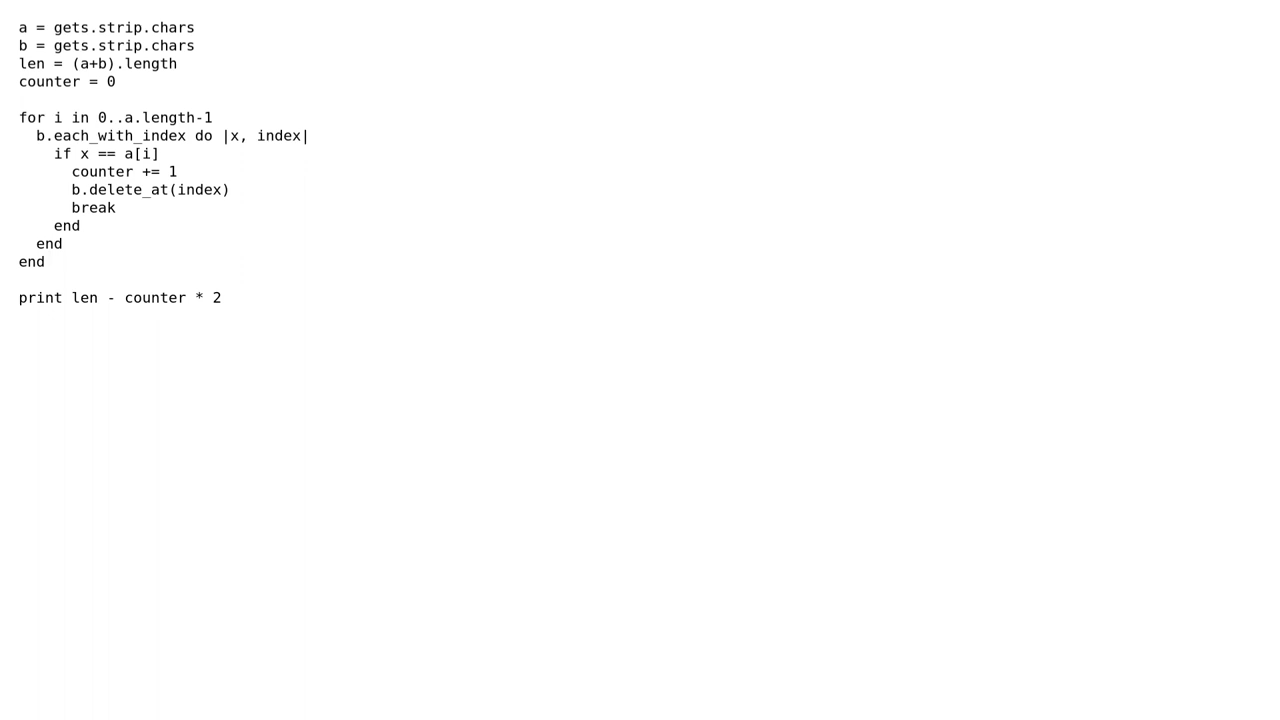 a = gets.strip.chars
b = gets.strip.chars
len = (a+b).length
counter = 0

for i in 0..a.length-1
  b.each_with_index do |x, index|
    if x == a[i]
      counter += 1
      b.delete_at(index)
      break
    end
  end
end

print len - counter * 2